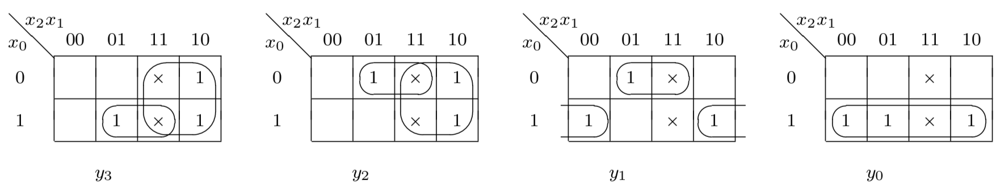 x₂x₁ x₂x₁ x₂x₁ x₂x₁
x₀ 00 01 11 10 x₀ 00 01 11 10 x₀ 00 01 11 10 x₀ 00 01 11 10
0 × 1 0 1 × 1 0 1 × 0 ×
1 1 × 1 1 × 1 1 1 × 1 1 1 1 × 1
y₃ y₂ y₁ y₀